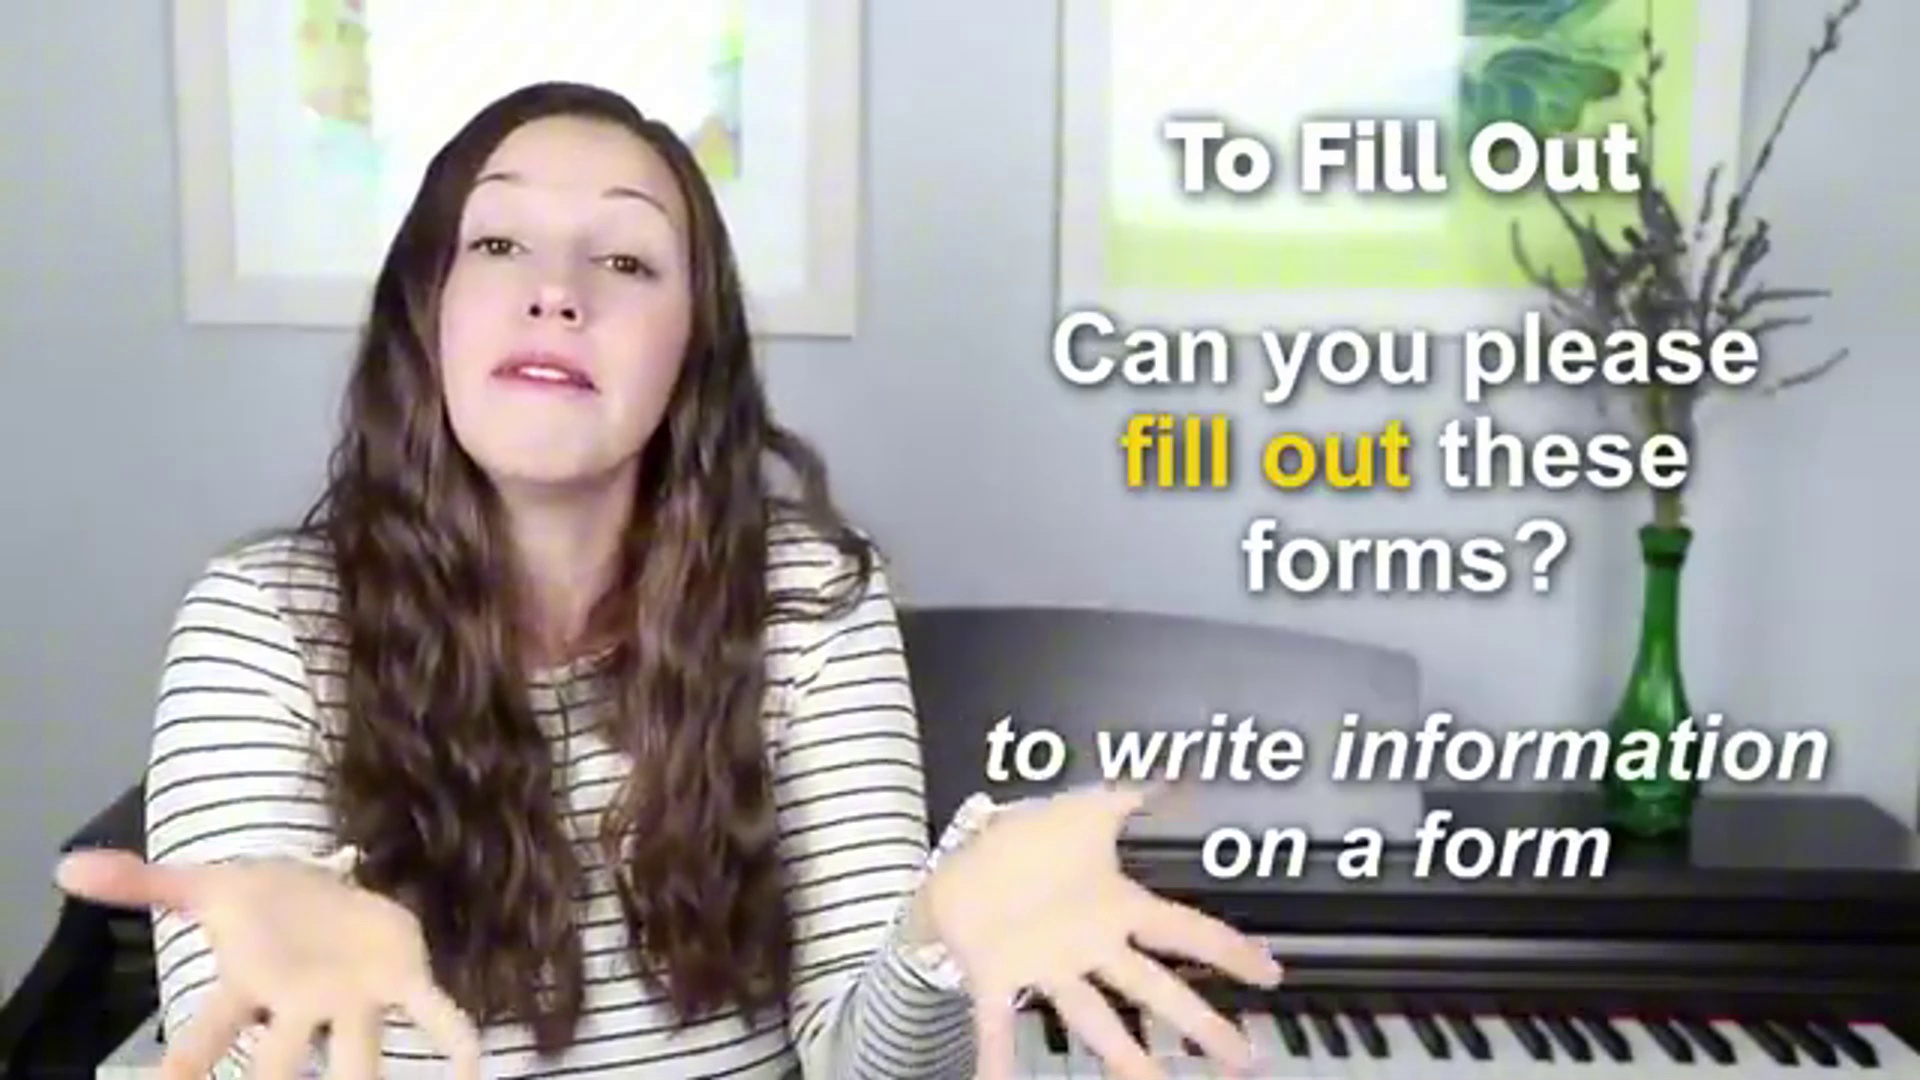 To Fill Out
Can you please
fill out these
forms?
to write information
on a form